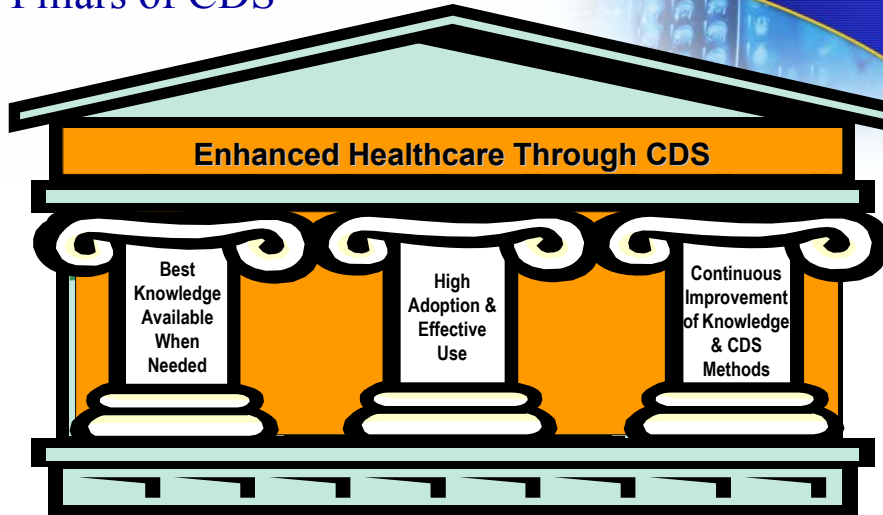 Pillars of CDS
Enhanced Healthcare Through CDS
Best
Knowledge
Available
When
Needed
High
Adoption &
Effective
Use
Continuous
Improvement
of Knowledge
& CDS
Methods